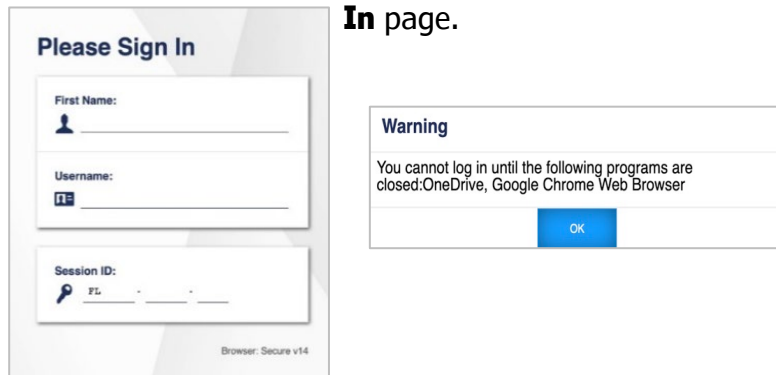 In page.
Please Sign In
First Name:
Username:
Session ID:
FL - -
Browser: Secure v14
Warning
You cannot log in until the following programs are
closed:OneDrive, Google Chrome Web Browser
OK